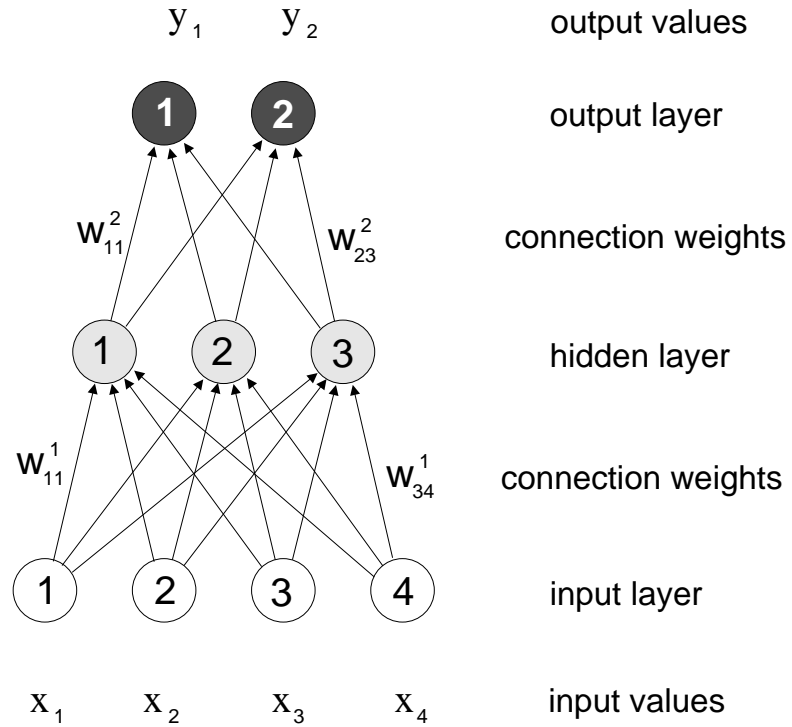 y₁ y₂ output values
1 2 output layer
w²₁₁ w²₂₃ connection weights
1 2 3 hidden layer
w¹₁₁ w¹₃₄ connection weights
1 2 3 4 input layer
x₁ x₂ x₃ x₄ input values